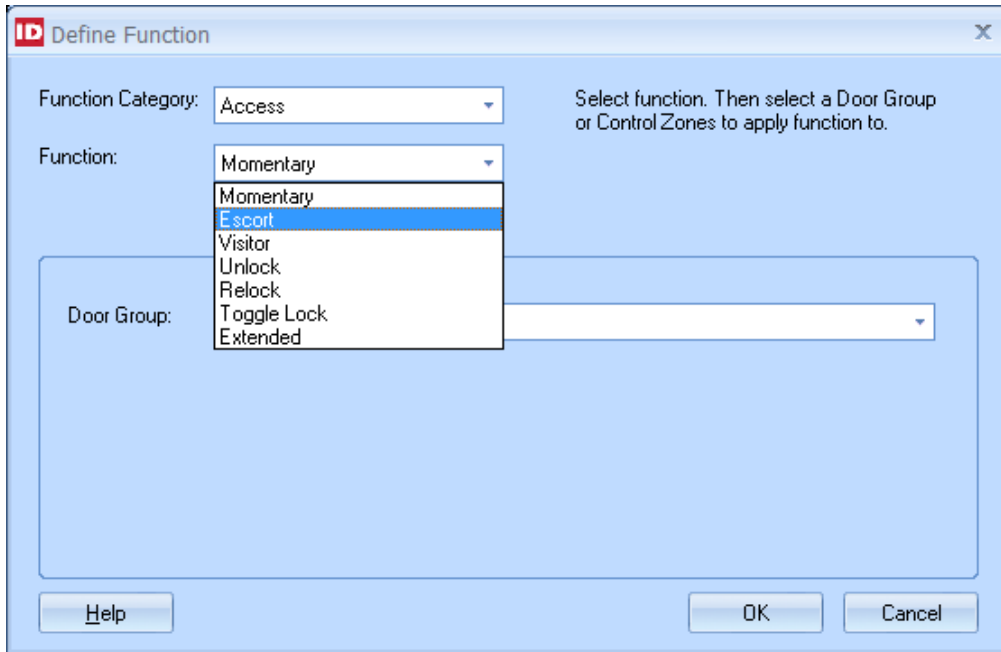 ID Define Function
Function Category: Access
Select function. Then select a Door Group
or Control Zones to apply function to.
Function: Momentary
Momentary
Escort
Visitor
Unlock
Relock
Toggle Lock
Extended
Door Group:
Help
OK
Cancel